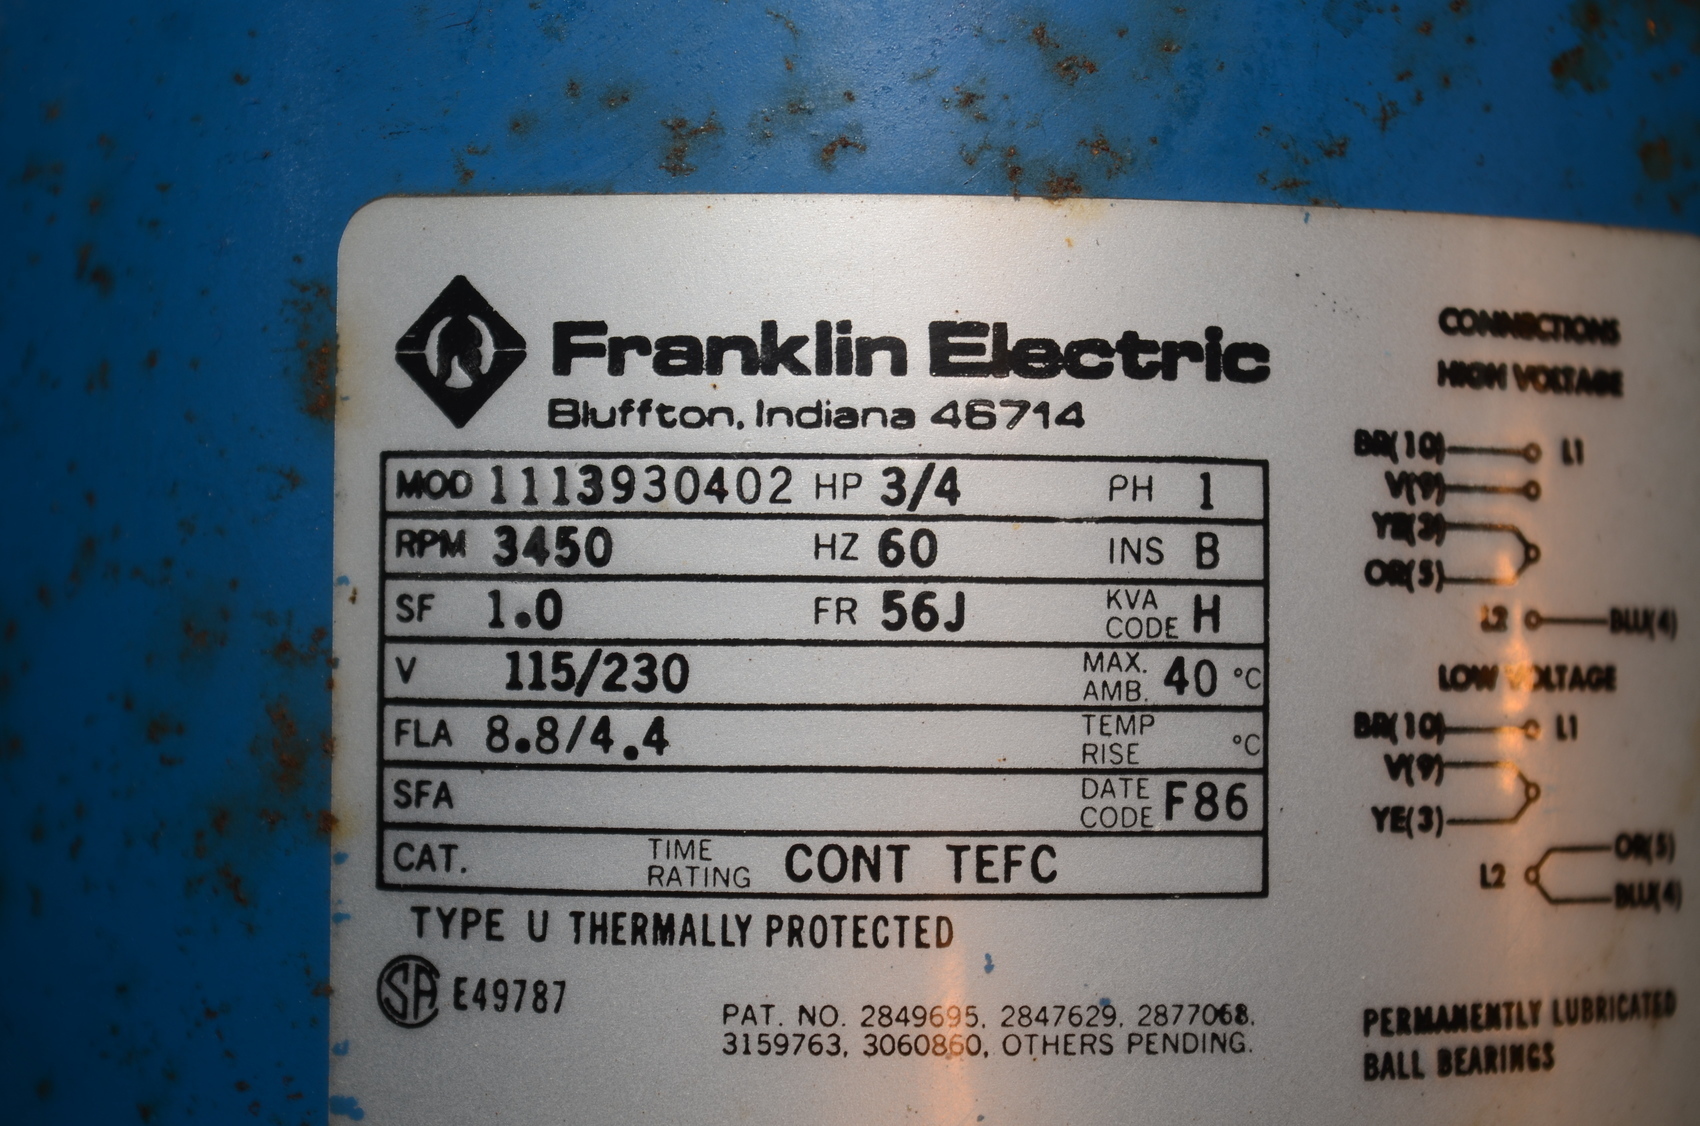 Franklin Electric
Bluffton, Indiana 46714
MOD 1113930402 HP 3/4 PH 1
RPM 3450 HZ 60 INS B
SF 1.0 FR 56J KVA CODE H
V 115/230 MAX. AMB. 40 °C
FLA 8.8/4.4 TEMP RISE °C
SFA DATE CODE F86
CAT. TIME RATING CONT TEFC
TYPE U THERMALLY PROTECTED
SA E49787
PAT. NO. 2849695, 2847629, 2877068,
3159763, 3060860, OTHERS PENDING.
CONNECTIONS
HIGH VOLTAGE
BR(10) L1
V(9)
YE(3)
OR(5)
L2 BLU(4)
LOW VOLTAGE
BR(10) L1
V(9)
YE(3)
OR(5)
L2
BLU(4)
PERMANENTLY LUBRICATED
BALL BEARINGS